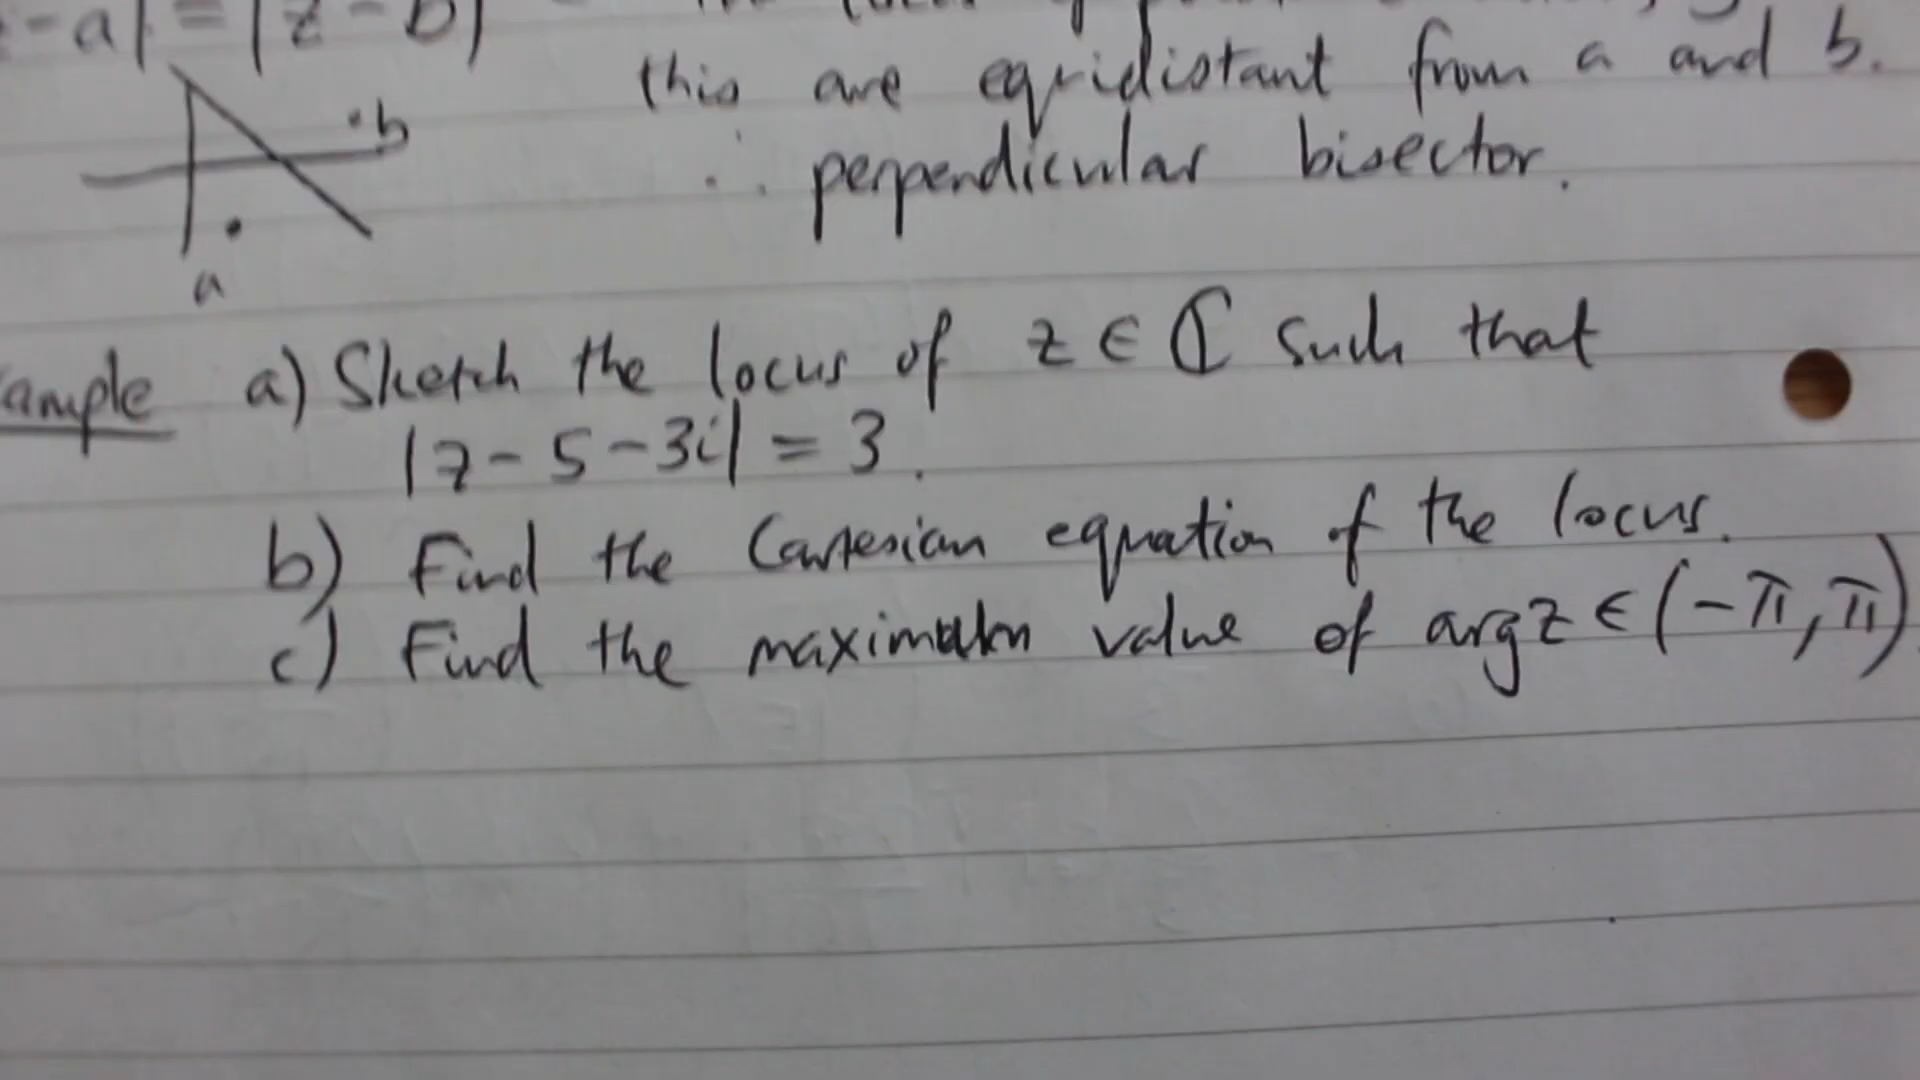 -a| = |z-b|
this are equidistant from a and b.
∴ perpendicular bisector.
b
a
ample a) Sketch the locus of z ∈ ℂ such that
|z-5-3i| = 3.
b) Find the Cartesian equation of the locus.
c) Find the maximum value of arg z ∈ (-π, π).